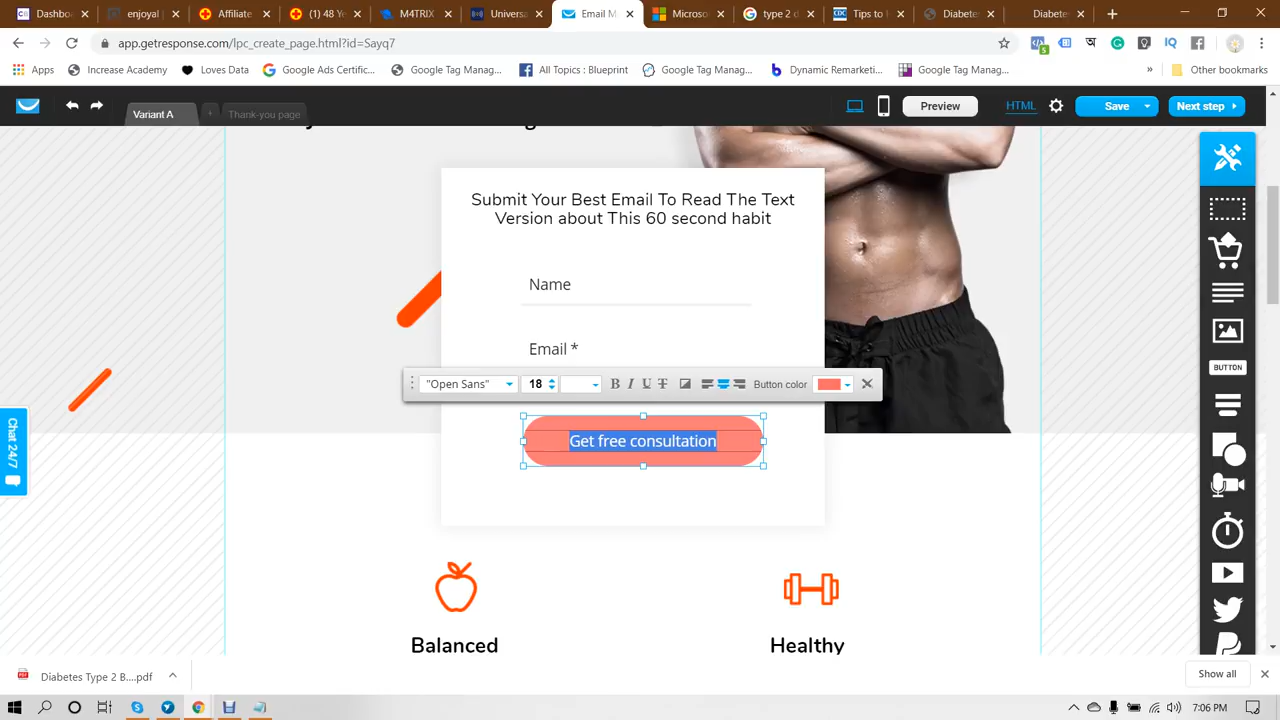 Dashb
enjoyal
Affiliate
(1) 48 Ye
M4TRIX
Universa
Email M
Microso
type 2 d
Tips to
Diabete
Diabete
app.getresponse.com/lpc_create_page.html?id=Sayq7
5
Apps
Increase Academy
Loves Data
Google Ads Certific...
Google Tag Manag...
All Topics : Blueprint
Google Tag Manag...
Dynamic Remarketi...
Google Tag Manag...
»
Other bookmarks
Variant A
+
Thank-you page
Preview
HTML
Save
Next step
Submit Your Best Email To Read The Text
Version about This 60 second habit
Name
Email *
"Open Sans"
18
B I U T
Button color
Get free consultation
BUTTON
Chat 24/7
Balanced
Healthy
Diabetes Type 2 B....pdf
Show all
7:06 PM